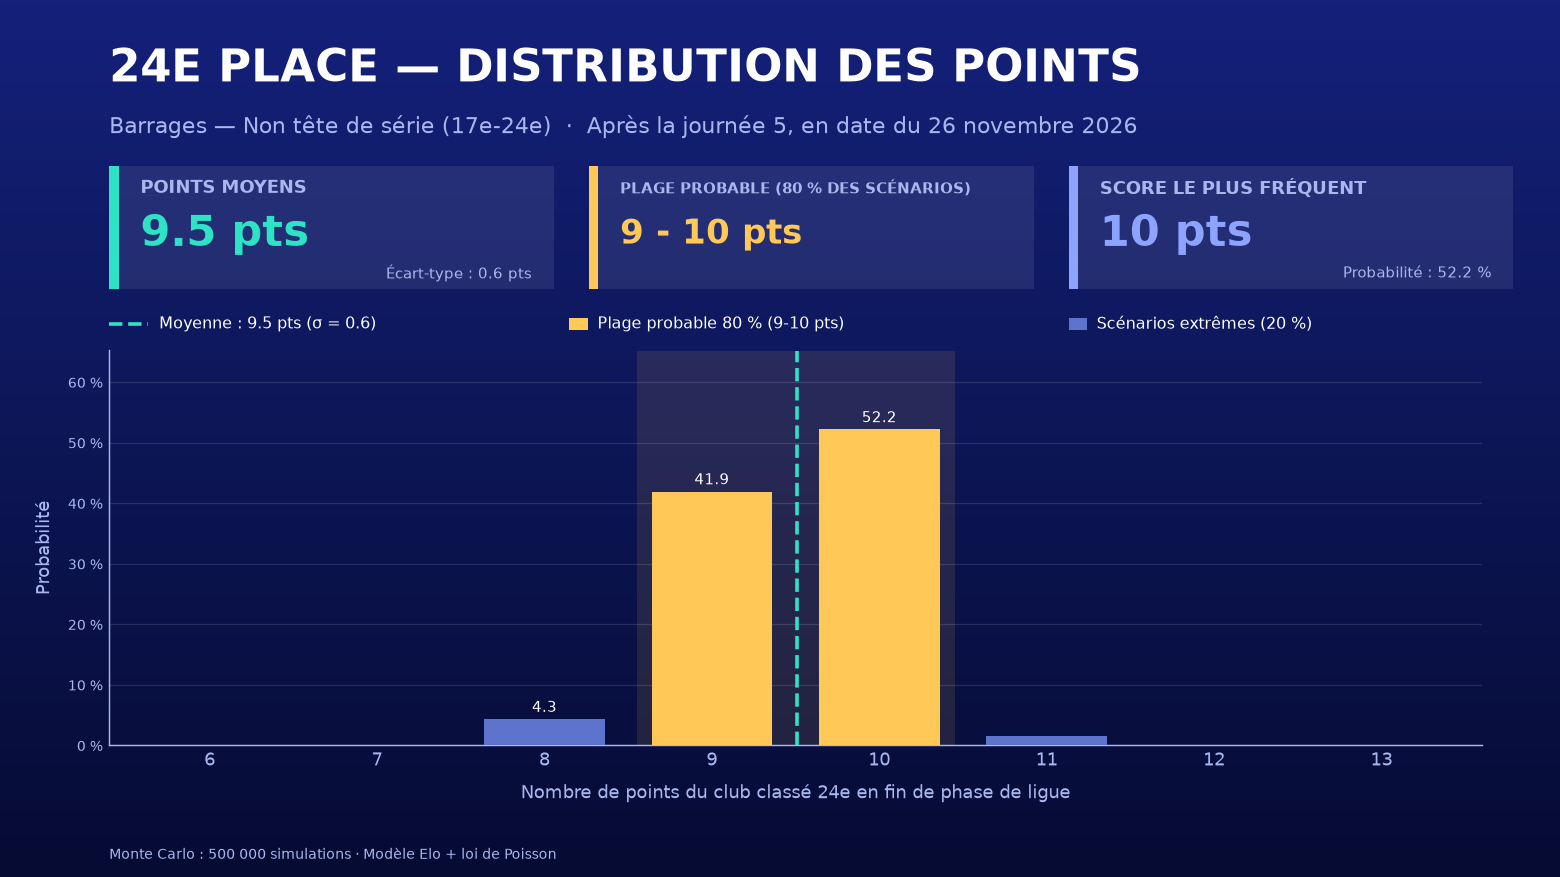 24E PLACE — DISTRIBUTION DES POINTS
Barrages — Non tête de série (17e-24e) · Après la journée 5, en date du 26 novembre 2026
POINTS MOYENS
9.5 pts
Écart-type : 0.6 pts
PLAGE PROBABLE (80 % DES SCÉNARIOS)
9 - 10 pts
SCORE LE PLUS FRÉQUENT
10 pts
Probabilité : 52.2 %
Moyenne : 9.5 pts (σ = 0.6)
Plage probable 80 % (9-10 pts)
Scénarios extrêmes (20 %)
Probabilité
60 %
50 %
40 %
30 %
20 %
10 %
0 %
4.3
41.9
52.2
6
7
8
9
10
11
12
13
Nombre de points du club classé 24e en fin de phase de ligue
Monte Carlo : 500 000 simulations · Modèle Elo + loi de Poisson